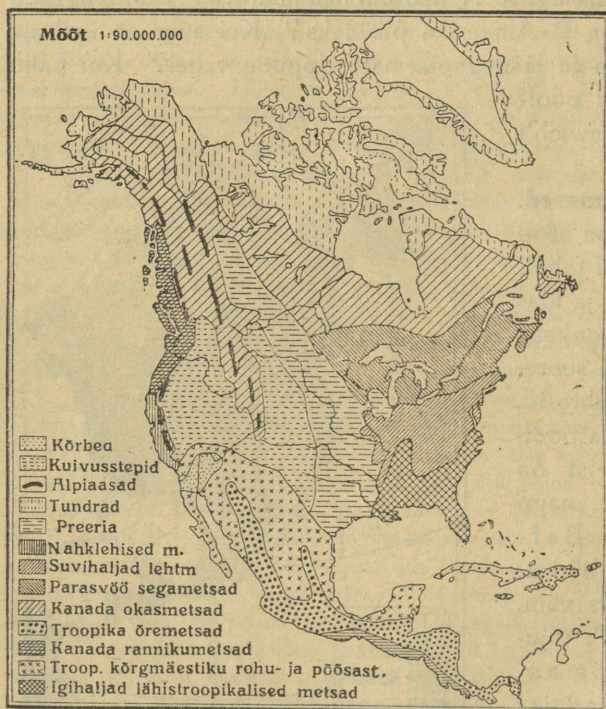 Mõõt 1:90.000.000
Kõrbed
Kuivusstepid
Alpiaasad
Tundrad
Preeria
Nahklehised m.
Suvihaljad lehtm
Parasvöö segametsad
Kanada okasmetsad
Troopika õremetsad
Kanada rannikumetsad
Troop. kõrgmäestiku rohu- ja põõsast.
Igihaljad lähistroopikalised metsad